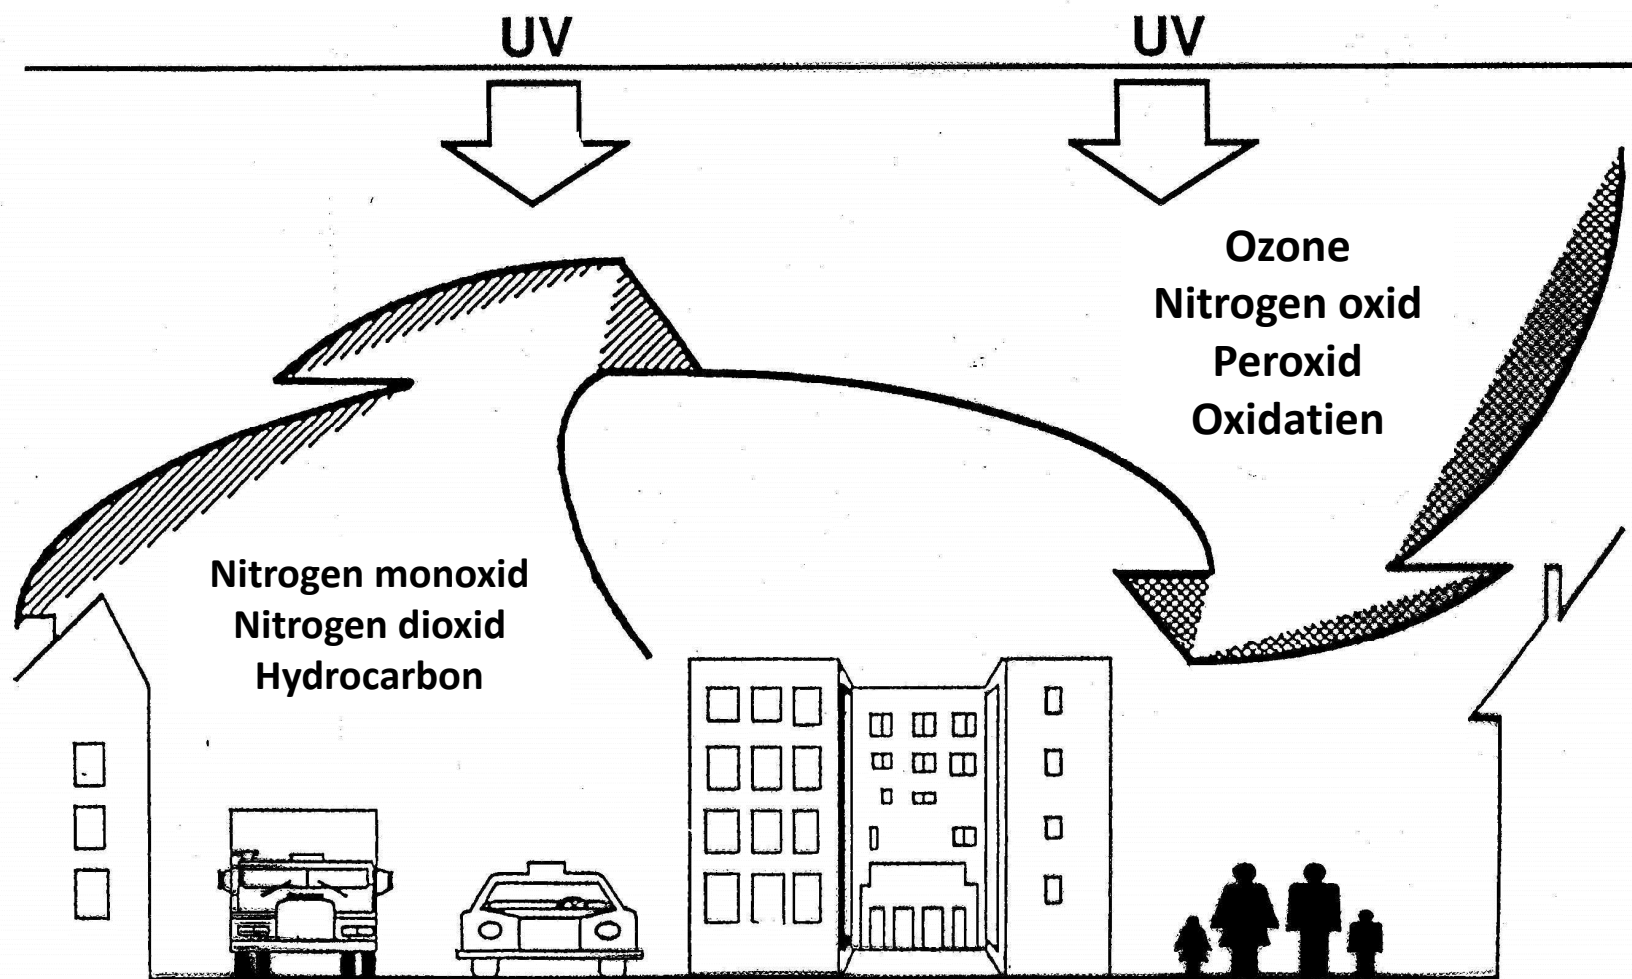 UV
UV
Ozone
Nitrogen oxid
Peroxid
Oxidatien
Nitrogen monoxid
Nitrogen dioxid
Hydrocarbon